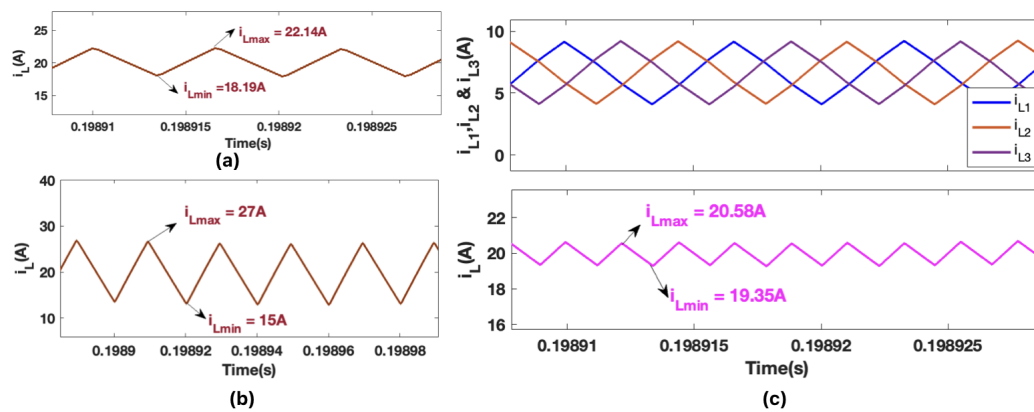 i_L(A)
25
20
15
i_Lmax = 22.14A
i_Lmin =18.19A
0.19891
0.198915
0.19892
0.198925
Time(s)
(a)
i_L(A)
40
30
20
10
i_Lmax = 27A
i_Lmin = 15A
0.1989
0.19892
0.19894
0.19896
0.19898
Time(s)
(b)
i_L1,i_L2 & i_L3(A)
10
5
0
i_L1
i_L2
i_L3
i_L(A)
22
20
18
16
i_Lmax = 20.58A
i_Lmin = 19.35A
0.19891
0.198915
0.19892
0.198925
Time(s)
(c)